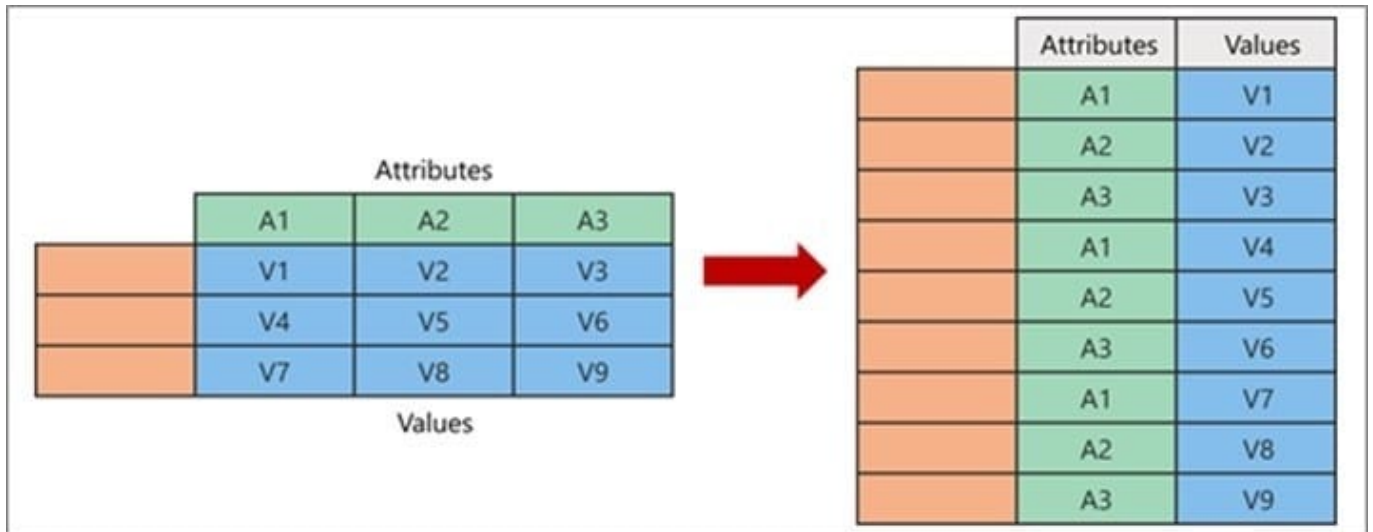 Attributes
A1 A2 A3
V1 V2 V3
V4 V5 V6
V7 V8 V9
Values
Attributes Values
A1 V1
A2 V2
A3 V3
A1 V4
A2 V5
A3 V6
A1 V7
A2 V8
A3 V9